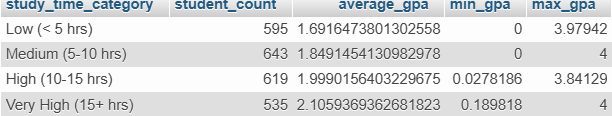 study_time_category student_count average_gpa min_gpa max_gpa
Low (< 5 hrs) 595 1.6916473801302558 0 3.97942
Medium (5-10 hrs) 643 1.8491454130982978 0 4
High (10-15 hrs) 619 1.9990156403229675 0.0278186 3.84129
Very High (15+ hrs) 535 2.1059369362681823 0.189818 4